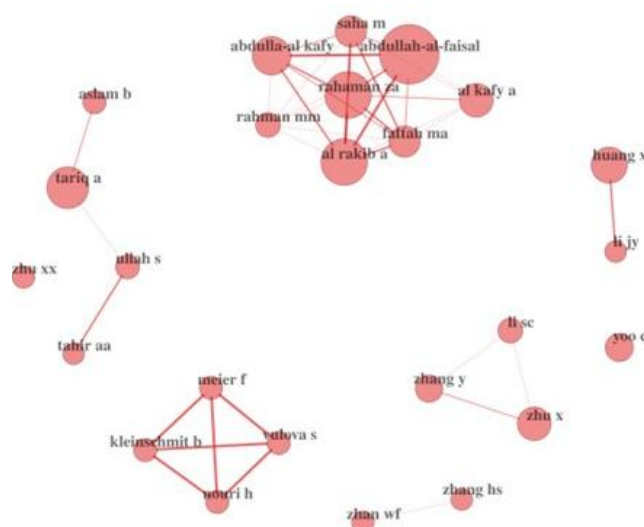 saha m
abdulla-al kafy
abdullah-al-faisal
rahaman za
al kafy a
aslam b
rahman mm
fattah ma
al rakib a
huang x
tariq a
li jy
ullah s
zhu xx
li sc
yoo c
tahir aa
meier f
zhang y
zhu x
kleinschmit b
vulova s
nouri h
zhang hs
zhan wf